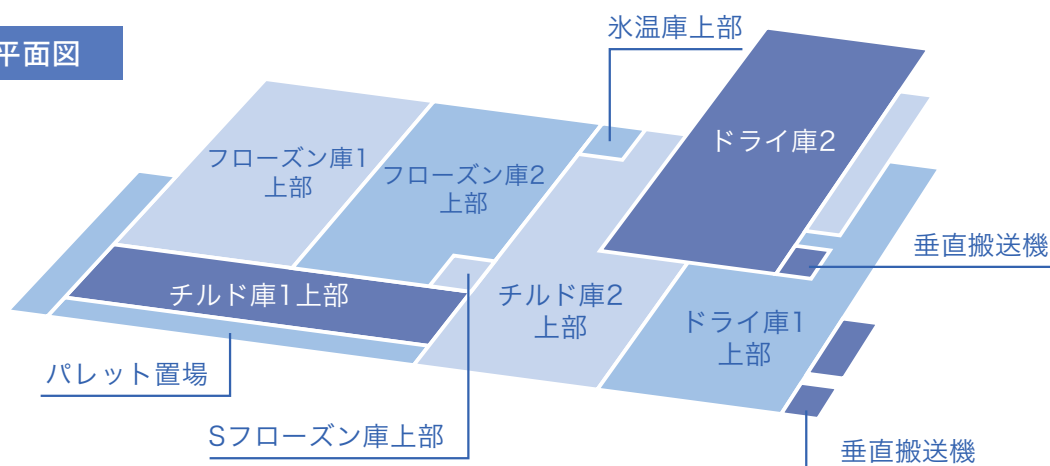 平面図
氷温庫上部
ドライ庫2
フローズン庫1
上部
フローズン庫2
上部
垂直搬送機
チルド庫1上部
チルド庫2
上部
ドライ庫1
上部
パレット置場
Sフローズン庫上部
垂直搬送機